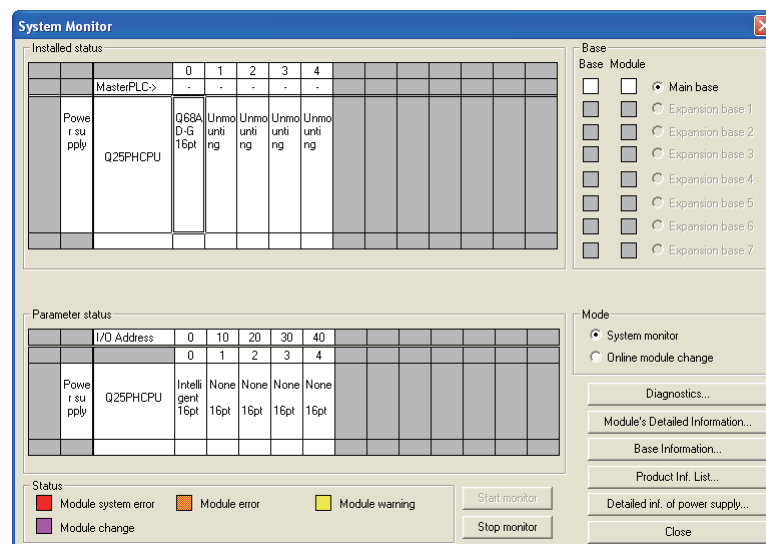 System Monitor
Installed status
0 1 2 3 4
MasterPLC-> - - - - -
Powe
r su
pply
Q25PHCPU
Q68A
D-G
16pt
Unmo
unti
ng
Unmo
unti
ng
Unmo
unti
ng
Unmo
unti
ng
Base
Base Module
Main base
Expansion base 1
Expansion base 2
Expansion base 3
Expansion base 4
Expansion base 5
Expansion base 6
Expansion base 7
Parameter status
I/O Address 0 10 20 30 40
0 1 2 3 4
Powe
r su
pply
Q25PHCPU
Intelli
gent
16pt
None
16pt
None
16pt
None
16pt
None
16pt
Mode
System monitor
Online module change
Diagnostics...
Module's Detailed Information...
Base Information...
Product Inf. List...
Detailed inf. of power supply...
Close
Status
Module system error
Module error
Module warning
Module change
Start monitor
Stop monitor